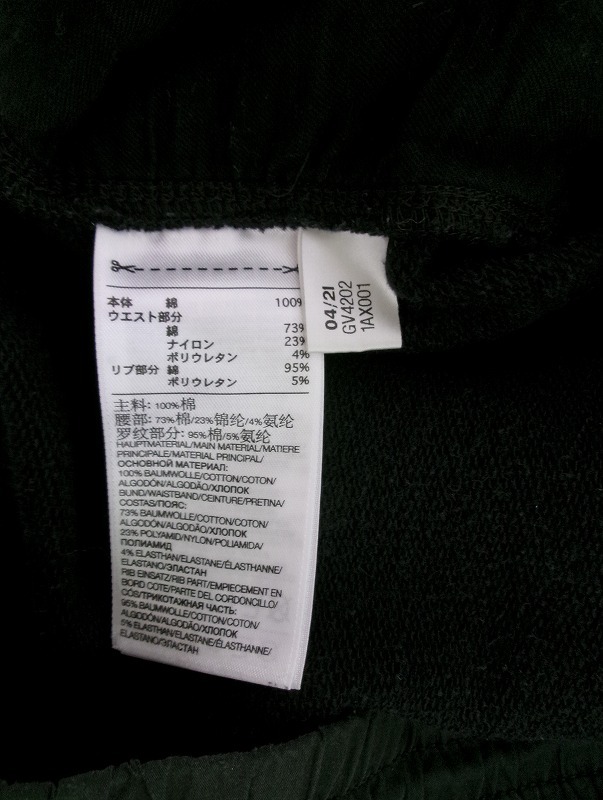 本体 綿 100%
ウエスト部分
綿 73%
ナイロン 23%
ポリウレタン 4%
リブ部分 綿 95%
ポリウレタン 5%
主料: 100%棉
腰部: 73%棉/23%锦纶/4%氨纶
罗纹部分: 95%棉/5%氨纶
HAUPTMATERIAL/MAIN MATERIAL/MATIERE
PRINCIPALE/MATERIAL PRINCIPAL/
ОСНОВНОЙ МАТЕРИАЛ:
100% BAUMWOLLE/COTTON/COTON/
ALGODÓN/ALGODÃO/ХЛОПОК
BUND/WAISTBAND/CEINTURE/PRETINA/
COSTAS/ПОЯС:
73% BAUMWOLLE/COTTON/COTON/
ALGODÓN/ALGODÃO/ХЛОПОК
23% POLYAMID/NYLON/POLIAMIDA/
ПОЛИАМИД
4% ELASTHAN/ELASTANE/ÉLASTHANNE/
ELASTANO/ЭЛАСТАН
RIB EINSATZ/RIB PART/EMPIECEMENT EN
BORD COTE/PARTE DEL CORDONCILLO/
CÓS/ТРИКОТАЖНАЯ ЧАСТЬ:
95% BAUMWOLLE/COTTON/COTON/
ALGODÓN/ALGODÃO/ХЛОПОК
5% ELASTHAN/ELASTANE/ÉLASTHANNE/
ELASTANO/ЭЛАСТАН
04/21
GV4202
1AX001